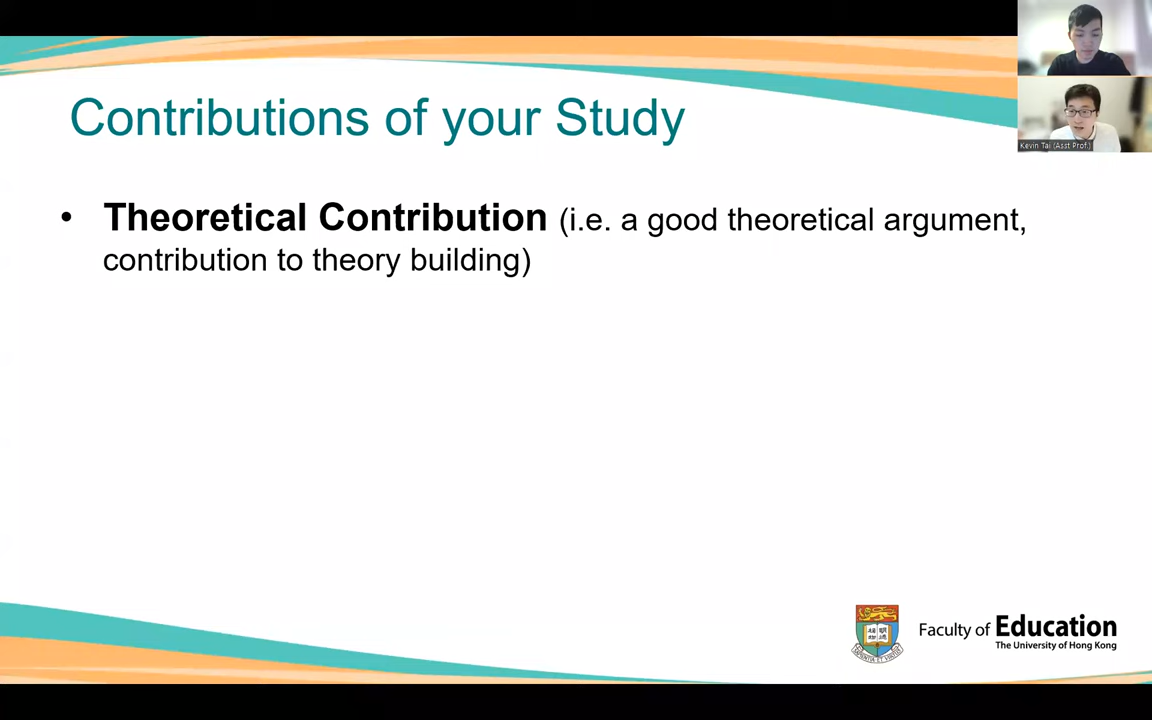 Contributions of your Study
Kevin Tai (Asst Prof.)
• Theoretical Contribution (i.e. a good theoretical argument,
contribution to theory building)
Faculty of Education
The University of Hong Kong